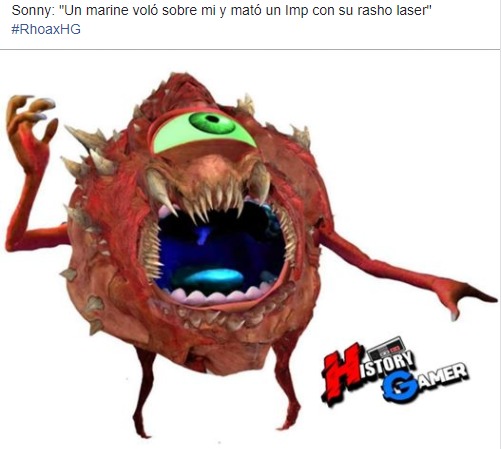 Sonny: "Un marine voló sobre mi y mató un Imp con su rasho laser"
#RhoaxHG
HISTORY
GAMER